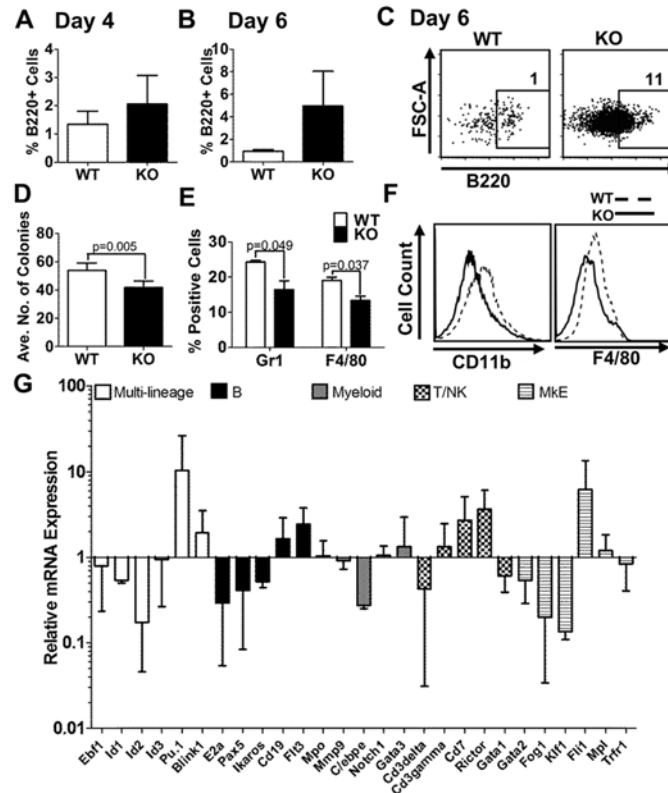 A Day 4
% B220+ Cells
4
3
2
1
0
WT KO
B Day 6
% B220+ Cells
10
8
6
4
2
0
WT KO
C Day 6
WT KO
1 11
FSC-A
B220
D
Ave. No. of Colonies
80
60
40
20
0
p=0.005
WT KO
E
% Positive Cells
30
20
10
0
WT
KO
p=0.049
p=0.037
Gr1 F4/80
F
WT
KO
Cell Count
CD11b F4/80
G
Relative mRNA Expression
100
10
1
0.1
0.01
Multi-lineage B Myeloid T/NK MkE
Ebf1
Id1
Id2
Id3
Pu.1
Blink1
E2a
Pax5
Ikaros
Cd19
Flt3
Mpo
Mmp9
C/ebpe
Notch1
Gata3
Cd3delta
Cd3gamma
Cd7
Rictor
Gata1
Gata2
Fog1
Klf1
Fli1
Mpl
Trfr1